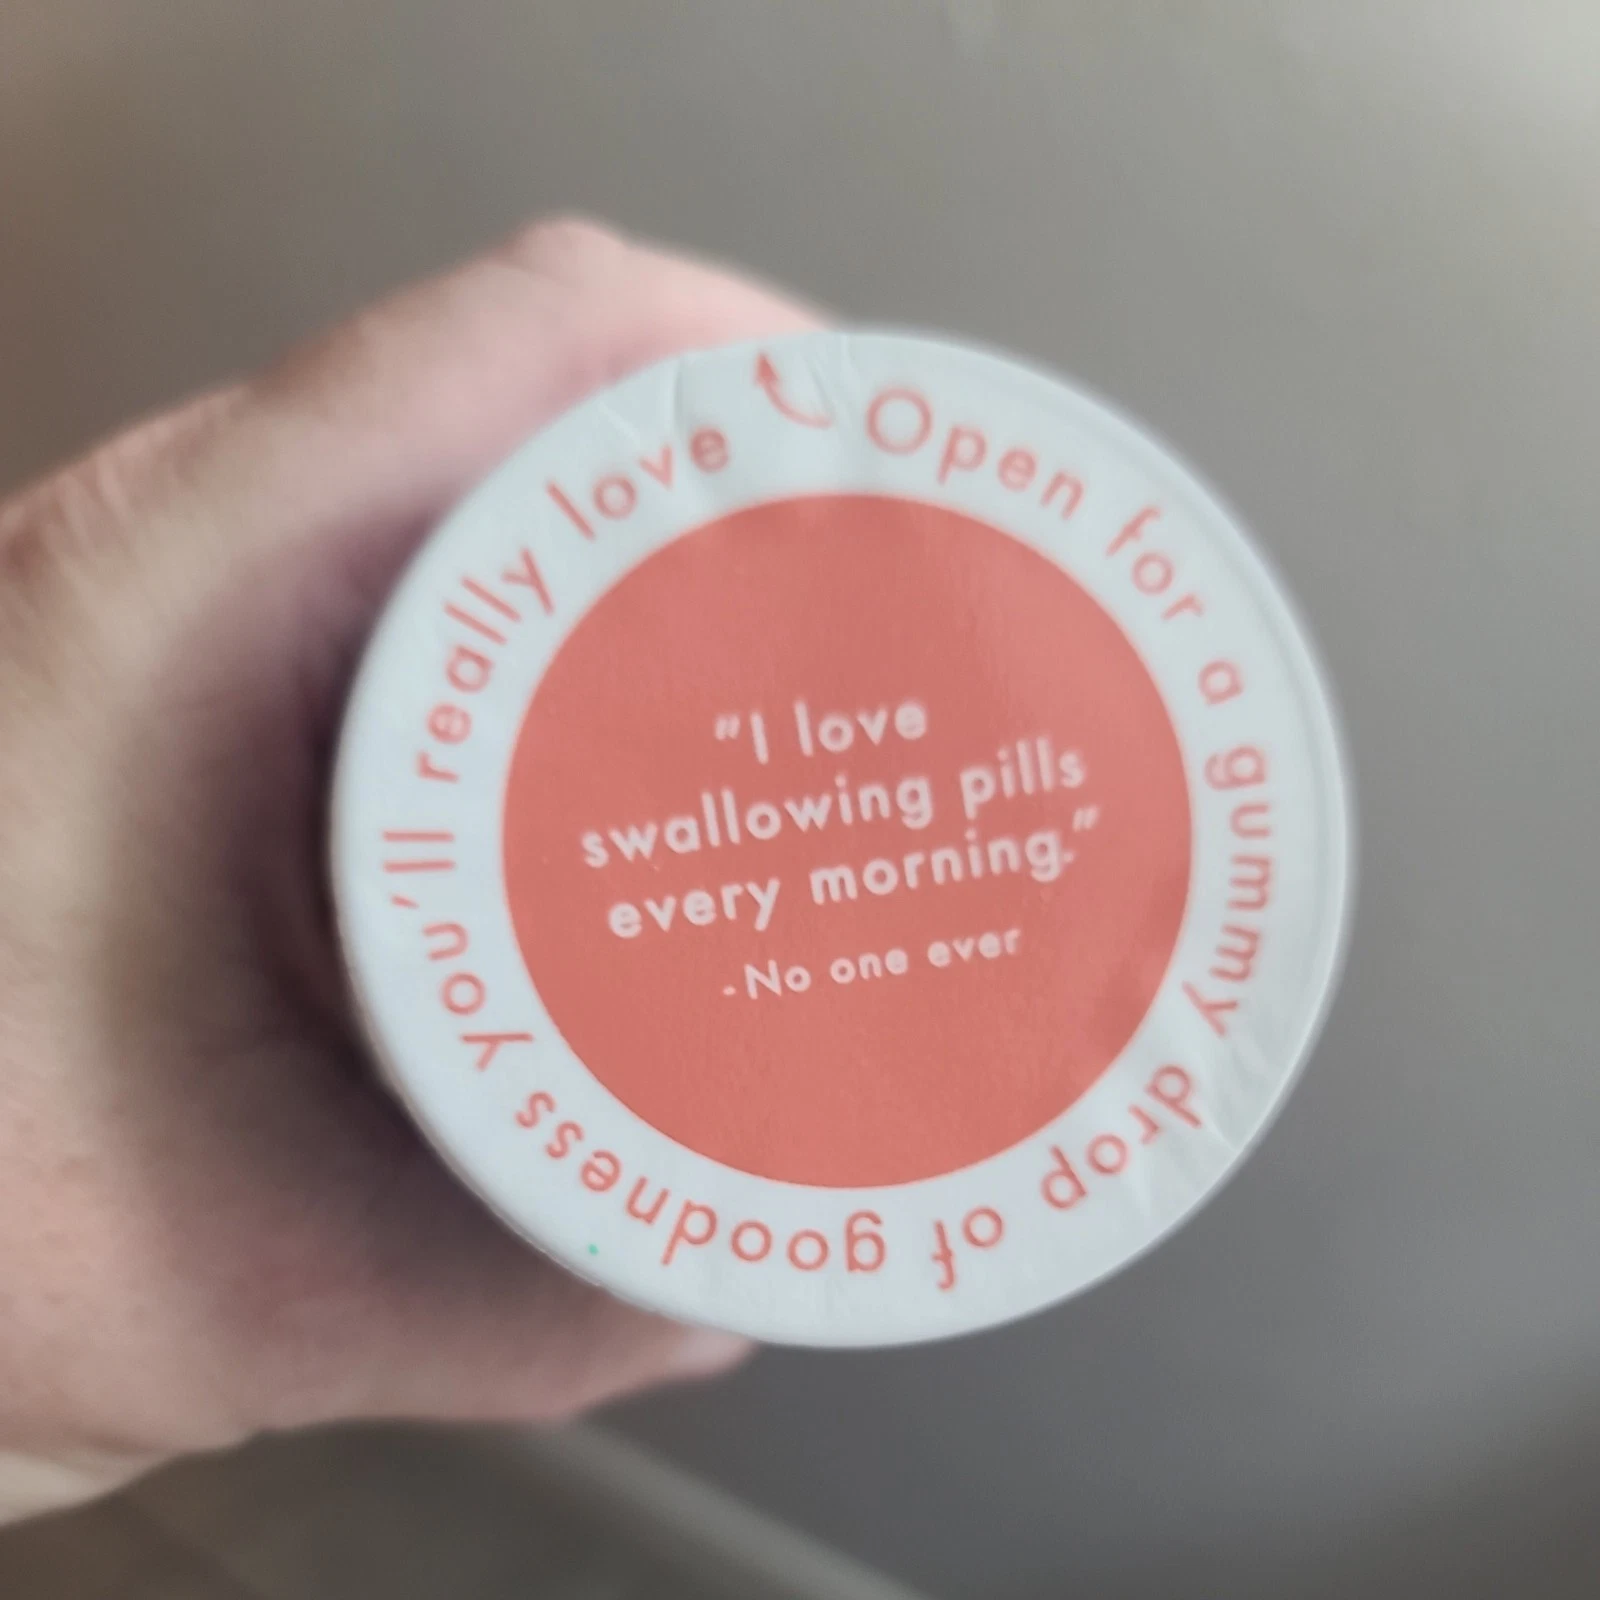 Open for a gummy drop of goodness you'll really love
"I love
swallowing pills
every morning."
-No one ever